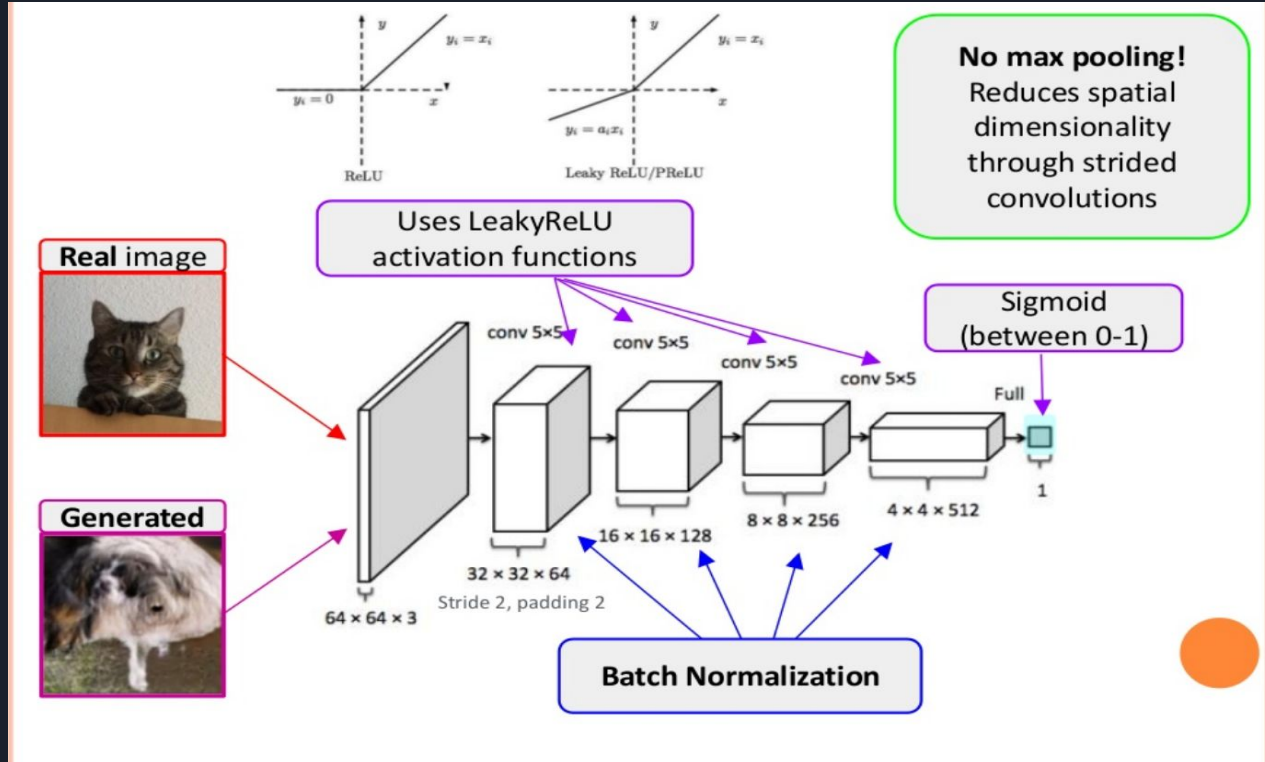 y
y_i = x_i
y_i = 0
x
ReLU
y
y_i = x_i
y_i = a_ix_i
x
Leaky ReLU/PReLU
No max pooling!
Reduces spatial
dimensionality
through strided
convolutions
Uses LeakyReLU
activation functions
Real image
Sigmoid
(between 0-1)
conv 5×5
conv 5×5
conv 5×5
conv 5×5
Full
1
Generated
4 × 4 × 512
8 × 8 × 256
16 × 16 × 128
32 × 32 × 64
Stride 2, padding 2
64 × 64 × 3
Batch Normalization